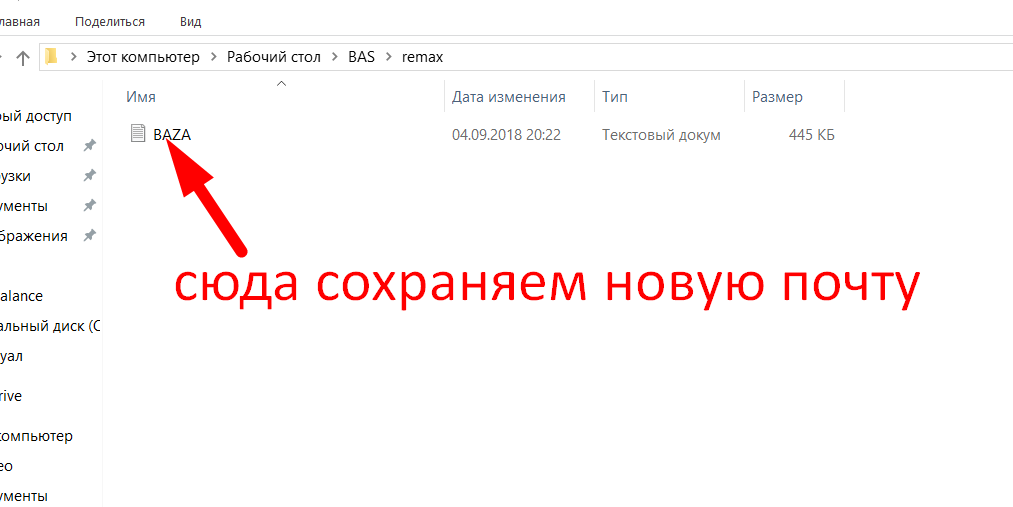 лавная Поделиться Вид
Этот компьютер > Рабочий стол > BAS > remax
Имя Дата изменения Тип Размер
ый доступ
BAZA 04.09.2018 20:22 Текстовый докум 445 КБ
очий стол
узки
ументы
бражения
сюда сохраняем новую почту
alance
альный диск (C
уал
rive
компьютер
ео
ументы